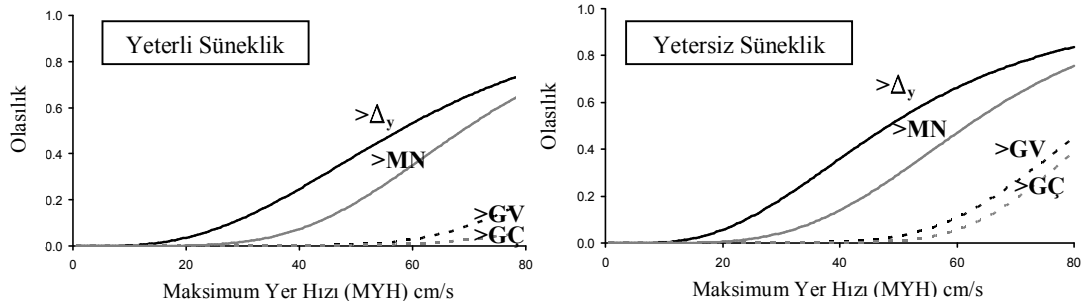 Yeterli Süneklik
Olasılık
1.0
0.8
0.6
0.4
0.2
0.0
>Δy
>MN
>GV
>GÇ
0 20 40 60 80
Maksimum Yer Hızı (MYH) cm/s
Yetersiz Süneklik
Olasılık
1.0
0.8
0.6
0.4
0.2
0.0
>Δy
>MN
>GV
>GÇ
0 20 40 60 80
Maksimum Yer Hızı (MYH) cm/s